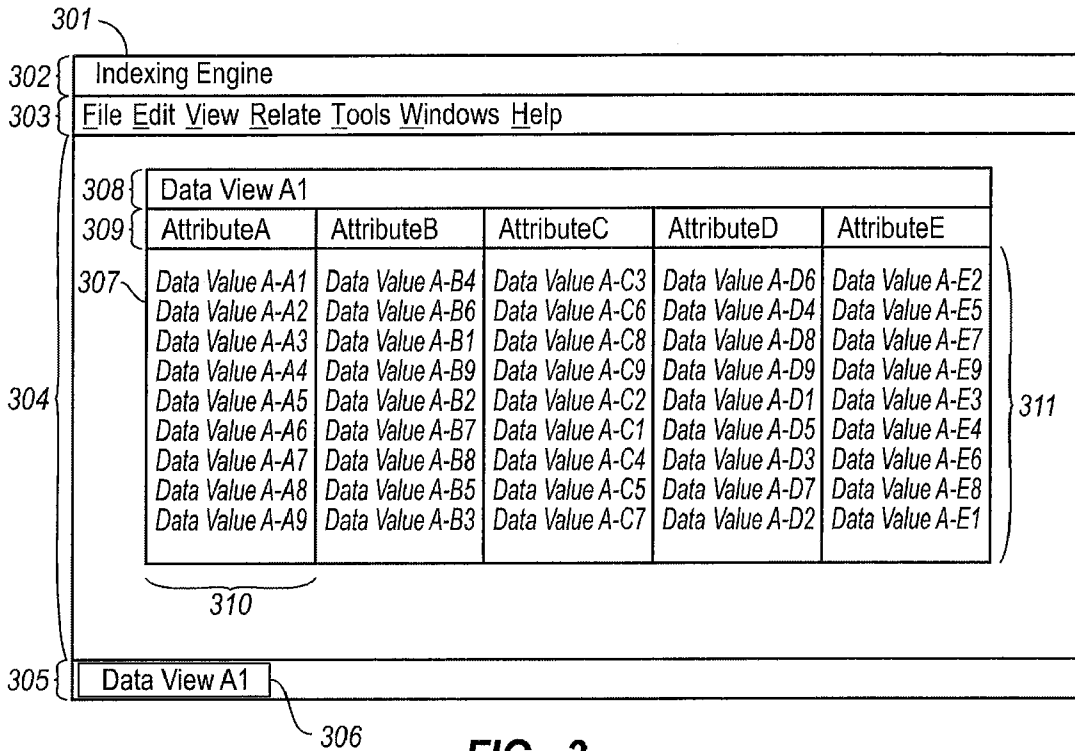 301
302 Indexing Engine
303 File Edit View Relate Tools Windows Help
308 Data View A1
309 AttributeA AttributeB AttributeC AttributeD AttributeE
307 Data Value A-A1 Data Value A-B4 Data Value A-C3 Data Value A-D6 Data Value A-E2
Data Value A-A2 Data Value A-B6 Data Value A-C6 Data Value A-D4 Data Value A-E5
Data Value A-A3 Data Value A-B1 Data Value A-C8 Data Value A-D8 Data Value A-E7
Data Value A-A4 Data Value A-B9 Data Value A-C9 Data Value A-D9 Data Value A-E9
304 Data Value A-A5 Data Value A-B2 Data Value A-C2 Data Value A-D1 Data Value A-E3 311
Data Value A-A6 Data Value A-B7 Data Value A-C1 Data Value A-D5 Data Value A-E4
Data Value A-A7 Data Value A-B8 Data Value A-C4 Data Value A-D3 Data Value A-E6
Data Value A-A8 Data Value A-B5 Data Value A-C5 Data Value A-D7 Data Value A-E8
Data Value A-A9 Data Value A-B3 Data Value A-C7 Data Value A-D2 Data Value A-E1
310
305 Data View A1
306